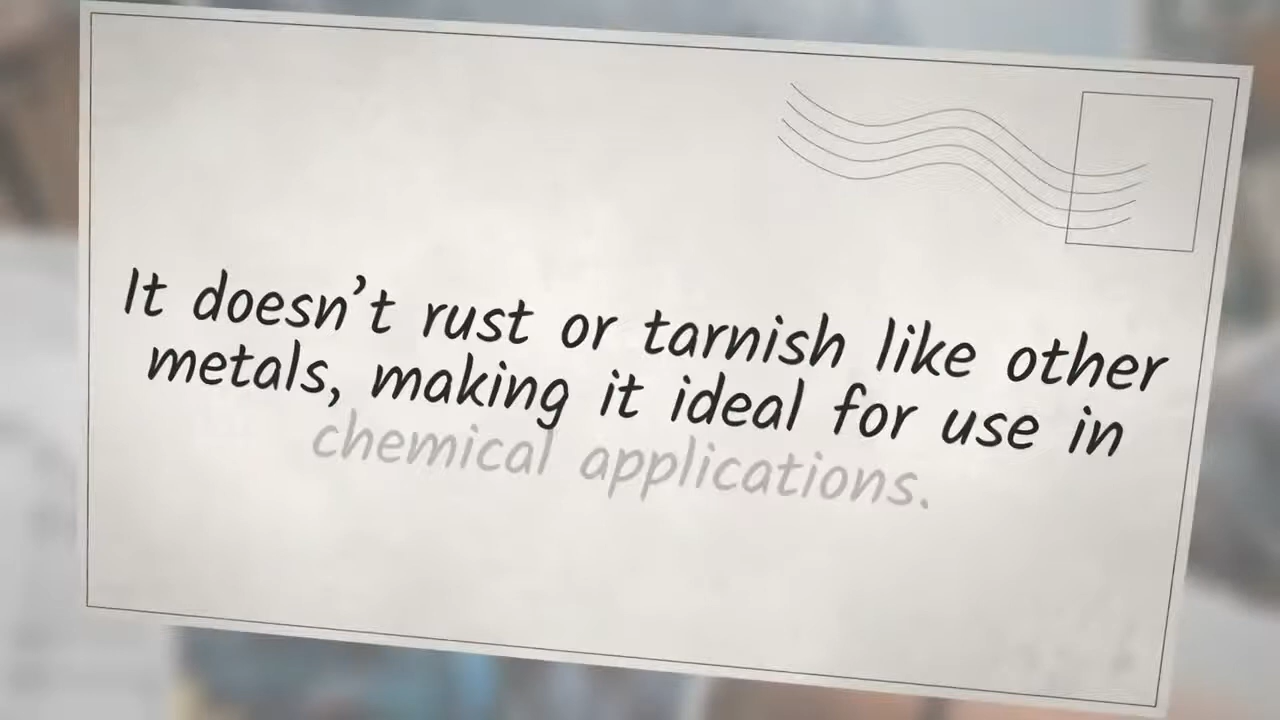 It doesn’t rust or tarnish like other
metals, making it ideal for use in
chemical applications.